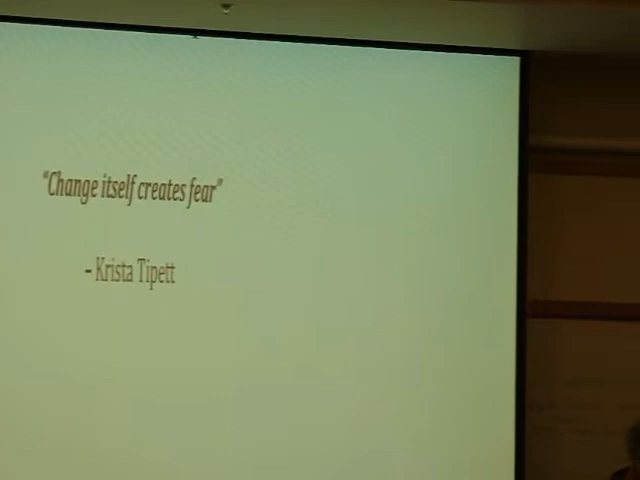 “Change itself creates fear”
– Krista Tipett